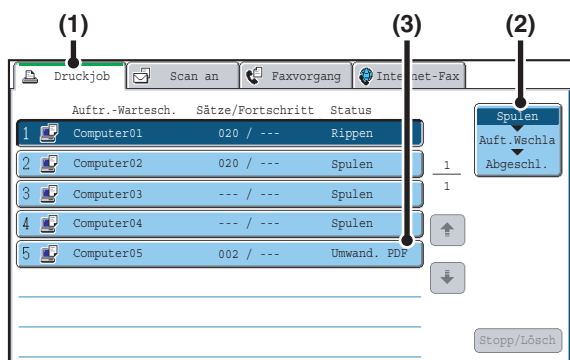 (1) (3) (2)
Druckjob Scan an Faxvorgang Internet-Fax
Auftr.-Wartesch. Sätze/Fortschritt Status
1 Computer01 020 / --- Rippen
2 Computer02 020 / --- Spulen
3 Computer03 --- / --- Spulen
4 Computer04 --- / --- Spulen
5 Computer05 002 / --- Umwand. PDF
1
1
Spulen
Auft.Wschla
Abgeschl.
Stopp/Lösch